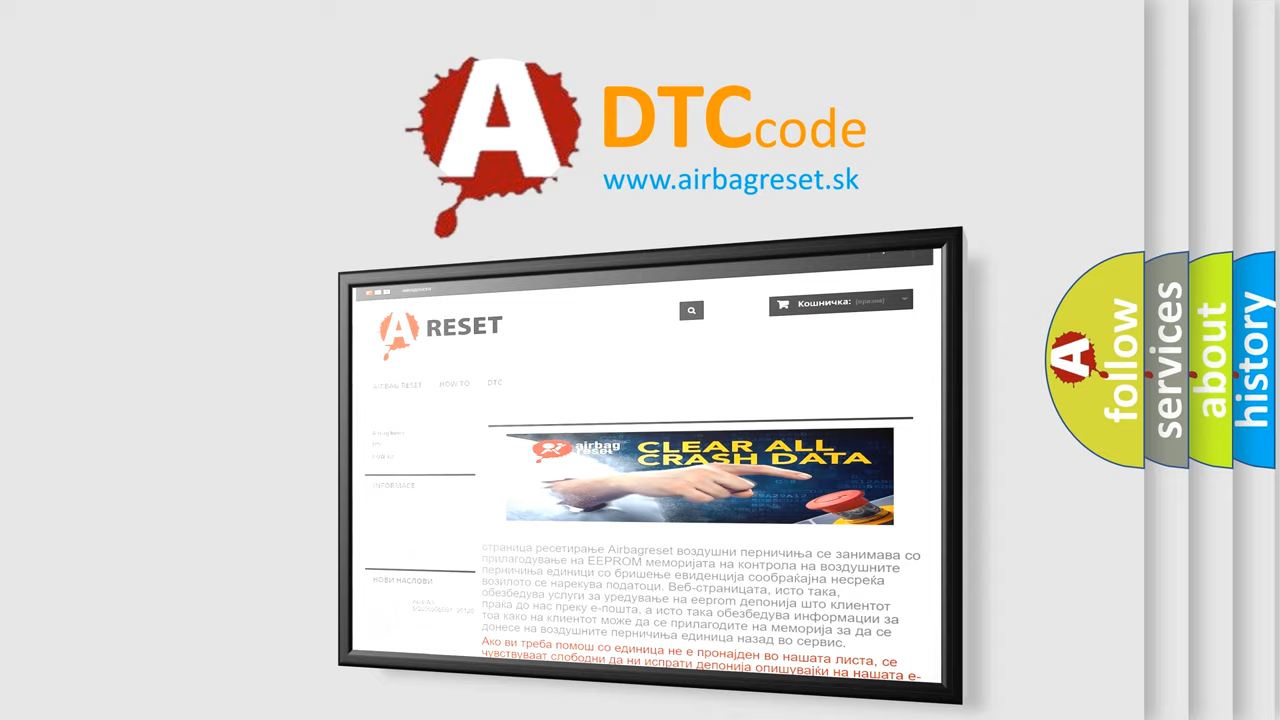 A
DTCcode
www.airbagreset.sk
Кошничка: (празна)
A RESET
AIRBAG RESET HOW TO DTC
airbag reset
CLEAR ALL
CRASH DATA
INFORMACE
НОВИ НАСЛОВИ
страница ресетирање Airbagreset воздушни перничиња се занимава со
прилагодување на EEPROM меморијата на контрола на воздушните
перничиња единици со бришење евиденција сообраќајна несреќа
возилото се нарекува податоци. Веб-страницата, исто така,
обезбедува услуги за уредување на eeprom депонија што клиентот
праќа до нас преку е-пошта, а исто така обезбедува информации за
тоа како на клиентот може да се прилагодите на меморија за да се
донесе на воздушните перничиња единица назад во сервис.
Ако ви треба помош со единица не е пронајден во нашата листа, се
чувствуваат слободни да ни испрати депонија опишувајќи на нашата е-
A
follow
services
about
history